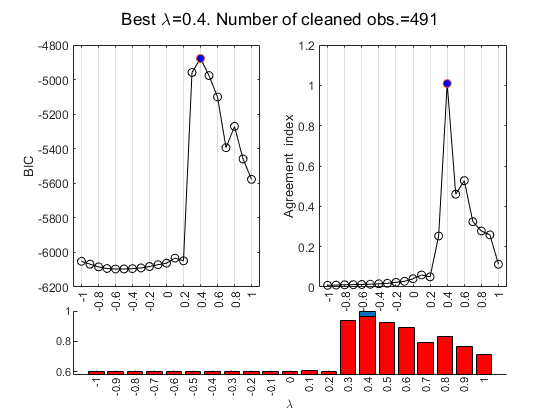 Best λ=0.4. Number of cleaned obs.=491
-4800
-5000
-5200
-5400
-5600
-5800
-6000
-6200
BIC
-1 -0.8 -0.6 -0.4 -0.2 0 0.2 0.4 0.6 0.8 1
1.2
1
0.8
0.6
0.4
0.2
0
Agreement index
-1 -0.8 -0.6 -0.4 -0.2 0 0.2 0.4 0.6 0.8 1
1
0.8
0.6
-1 -0.9 -0.8 -0.7 -0.6 -0.5 -0.4 -0.3 -0.2 -0.1 0 0.1 0.2 0.3 0.4 0.5 0.6 0.7 0.8 0.9 1
λ